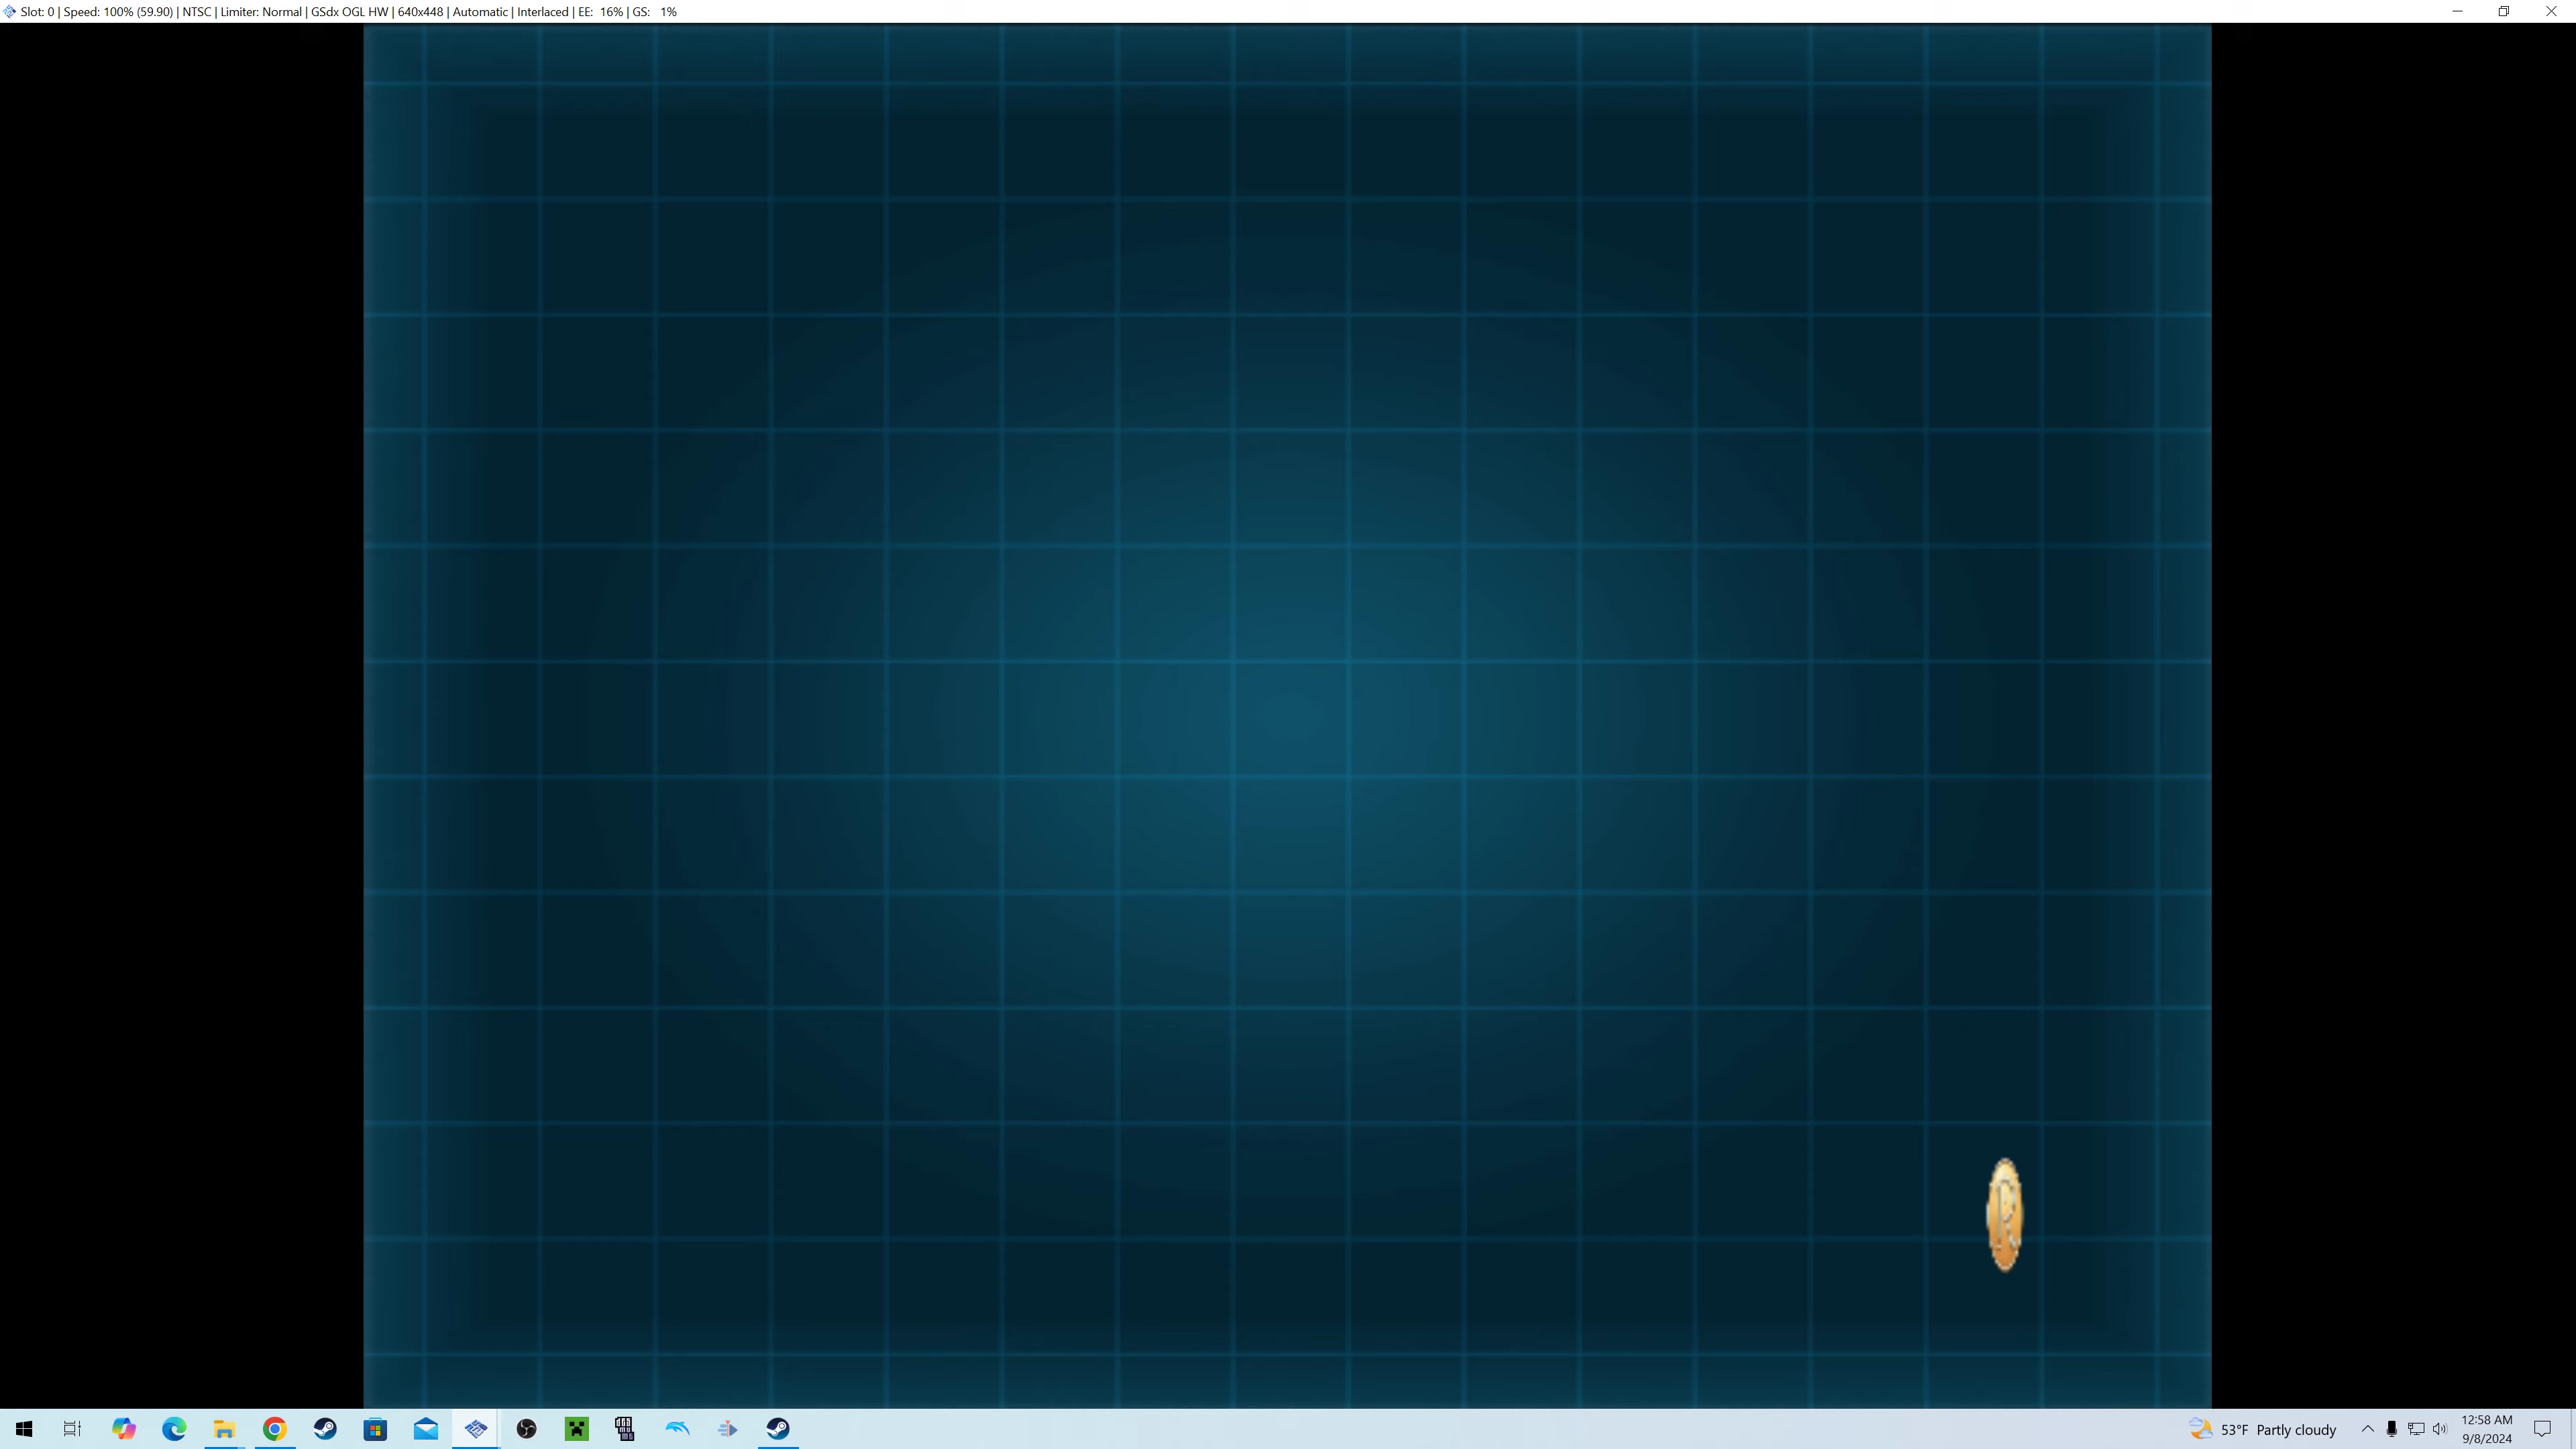 Slot: 0 | Speed: 100% (59.90) | NTSC | Limiter: Normal | GSdx OGL HW | 640x448 | Automatic | Interlaced | EE: 16% | GS: 1%
R
53°F Partly cloudy
12:58 AM
9/8/2024